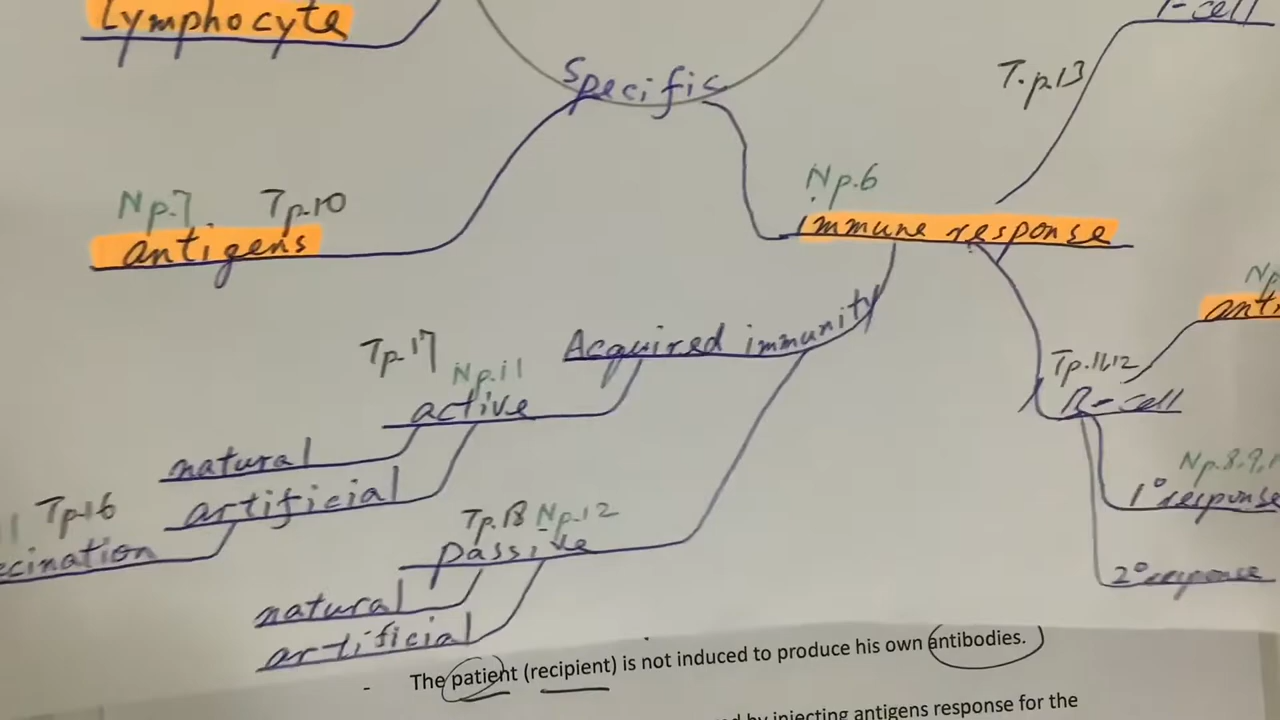 Lymphocyte
T-cell
Specific
T.p.13
Np.7 Tp.10
antigens
Np.6
immune response
Acquired immunity
Tp.17 Np.11
active
natural
artificial
Tp.16
Tp.18 Np.12
passive
natural
artificial
Tp.11,12
B-cell
1° response
2° response
The patient (recipient) is not induced to produce his own antibodies.
by injecting antigens response for the